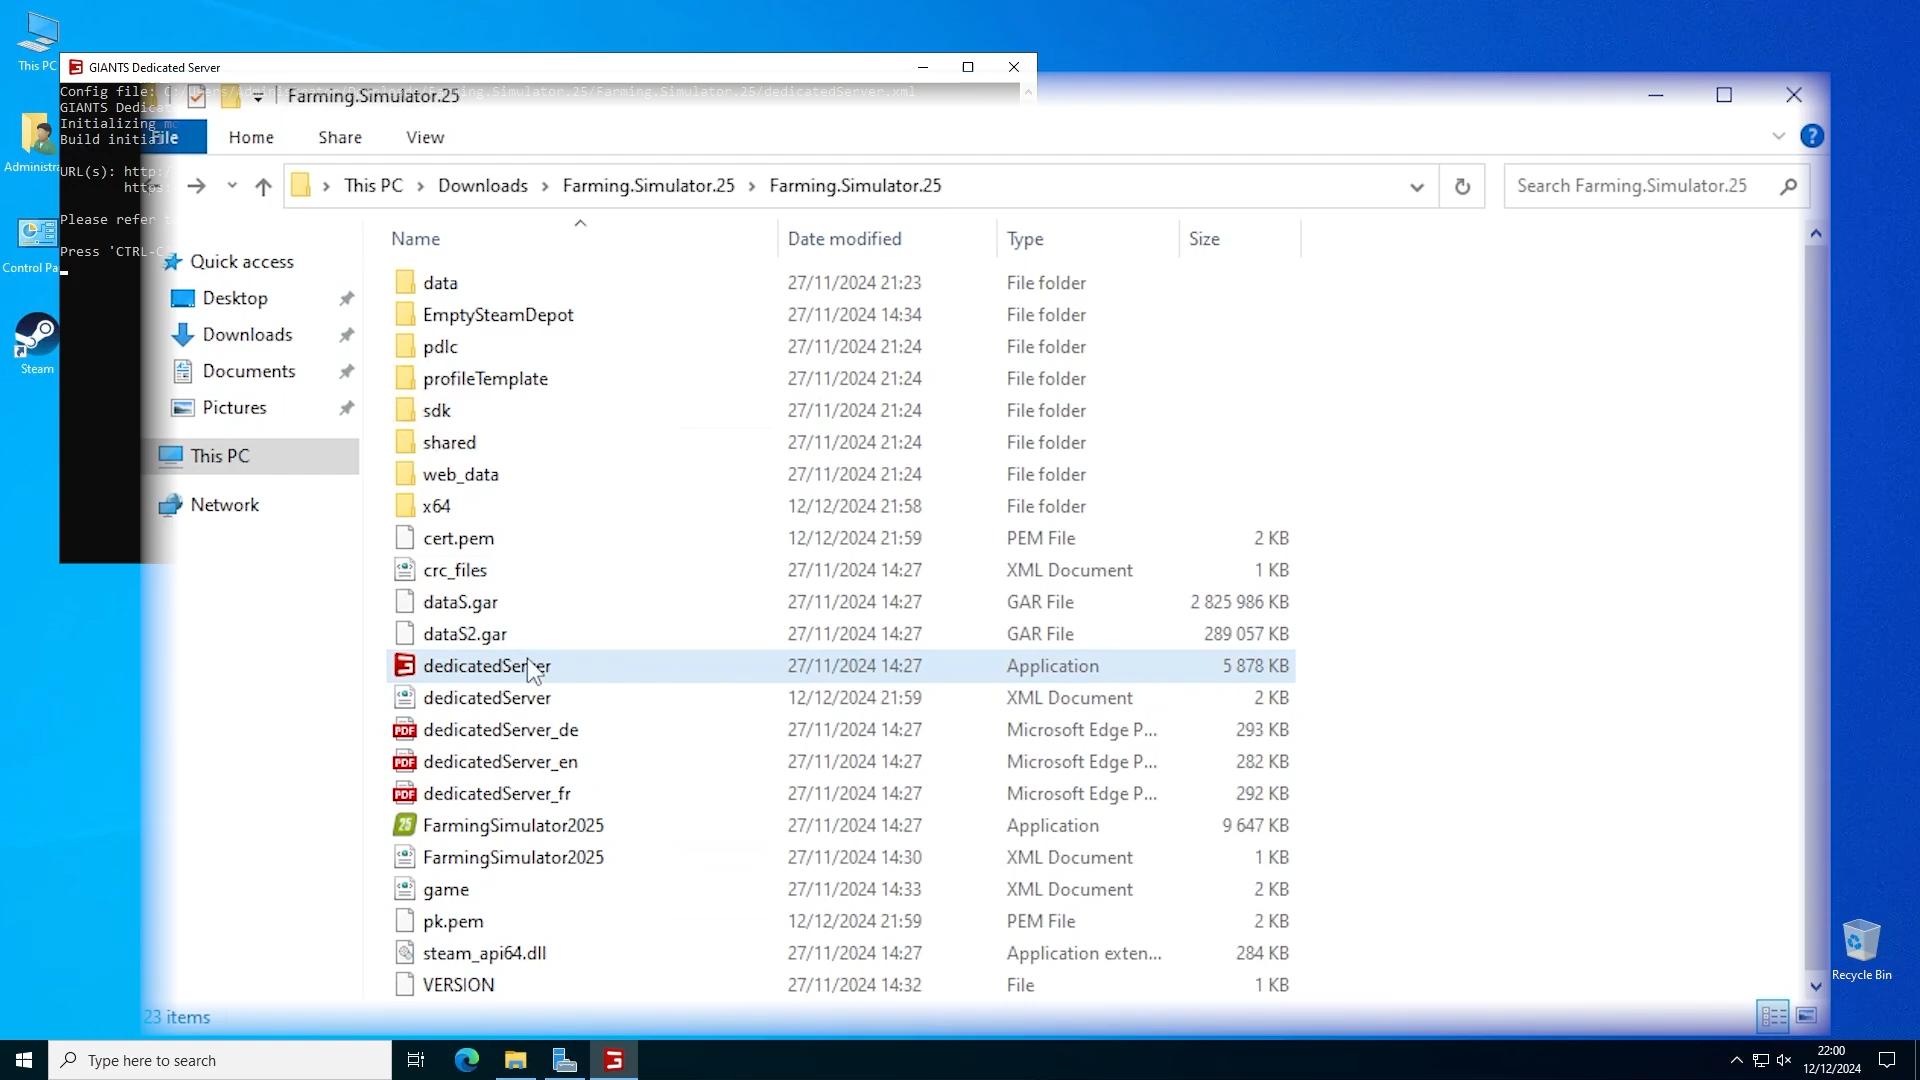 This PC
GIANTS Dedicated Server
Config file: C:/Users/Administrator/Downloads/Farming.Simulator.25/Farming.Simulator.25/dedicatedServer.xml
GIANTS Dedicat
Initializing
Build initia
URL(s): http:/
https:
Please refer t
Press 'CTRL-C
Farming.Simulator.25
File
Home
Share
View
Administra
Control Pa
Steam
This PC
Downloads
Farming.Simulator.25
Farming.Simulator.25
Search Farming.Simulator.25
Quick access
Desktop
Downloads
Documents
Pictures
This PC
Network
Name Date modified Type Size
data 27/11/2024 21:23 File folder
EmptySteamDepot 27/11/2024 14:34 File folder
pdlc 27/11/2024 21:24 File folder
profileTemplate 27/11/2024 21:24 File folder
sdk 27/11/2024 21:24 File folder
shared 27/11/2024 21:24 File folder
web_data 27/11/2024 21:24 File folder
x64 12/12/2024 21:58 File folder
cert.pem 12/12/2024 21:59 PEM File 2 KB
crc_files 27/11/2024 14:27 XML Document 1 KB
dataS.gar 27/11/2024 14:27 GAR File 2 825 986 KB
dataS2.gar 27/11/2024 14:27 GAR File 289 057 KB
dedicatedServer 27/11/2024 14:27 Application 5 878 KB
dedicatedServer 12/12/2024 21:59 XML Document 2 KB
dedicatedServer_de 27/11/2024 14:27 Microsoft Edge P... 293 KB
dedicatedServer_en 27/11/2024 14:27 Microsoft Edge P... 282 KB
dedicatedServer_fr 27/11/2024 14:27 Microsoft Edge P... 292 KB
FarmingSimulator2025 27/11/2024 14:27 Application 9 647 KB
FarmingSimulator2025 27/11/2024 14:30 XML Document 1 KB
game 27/11/2024 14:33 XML Document 2 KB
pk.pem 12/12/2024 21:59 PEM File 2 KB
steam_api64.dll 27/11/2024 14:27 Application exten... 284 KB
VERSION 27/11/2024 14:32 File 1 KB
23 items
Recycle Bin
Type here to search
22:00
12/12/2024